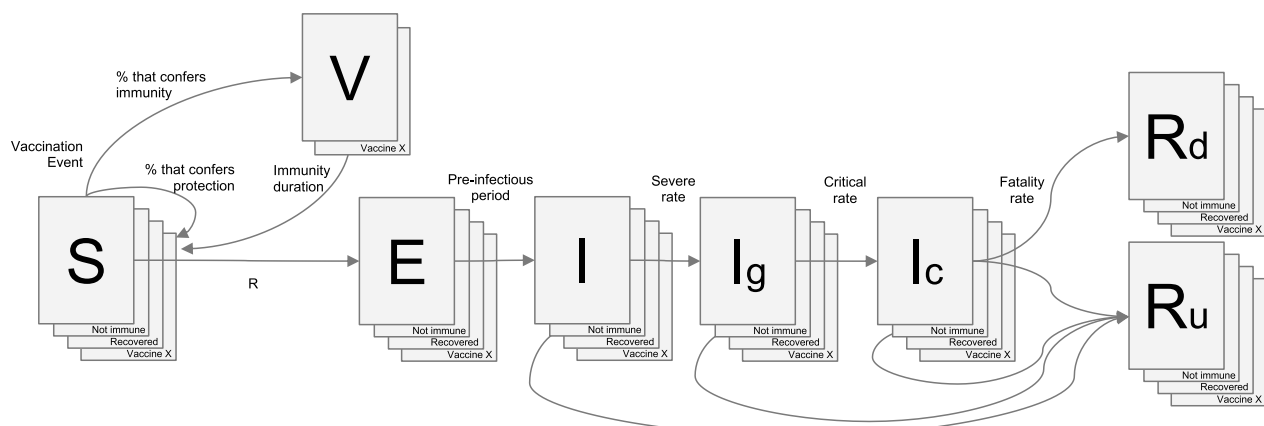 V
Vaccine X
% that confers
immunity
Vaccination
Event
% that confers
protection
Immunity
duration
S
Not immune
Recovered
Vaccine X
R
E
Not immune
Recovered
Vaccine X
Pre-infectious
period
I
Not immune
Recovered
Vaccine X
Severe
rate
Ig
Not immune
Recovered
Vaccine X
Critical
rate
Ic
Not immune
Recovered
Vaccine X
Fatality
rate
Rd
Not immune
Recovered
Vaccine X
Ru
Not immune
Recovered
Vaccine X